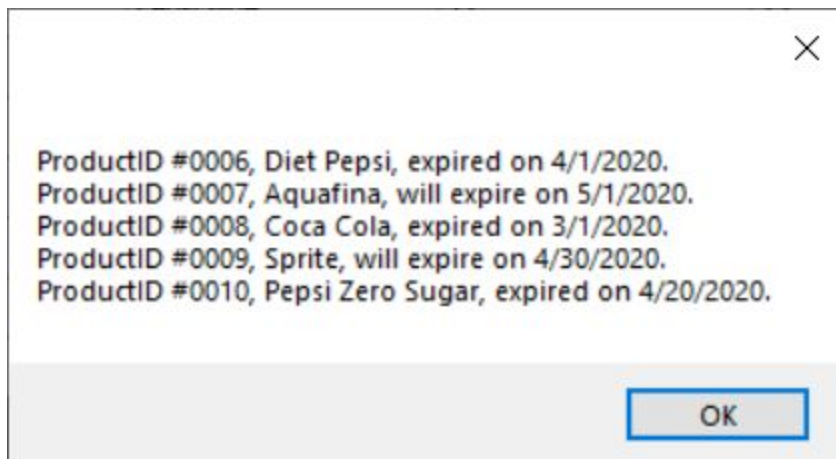 ProductID #0006, Diet Pepsi, expired on 4/1/2020.
ProductID #0007, Aquafina, will expire on 5/1/2020.
ProductID #0008, Coca Cola, expired on 3/1/2020.
ProductID #0009, Sprite, will expire on 4/30/2020.
ProductID #0010, Pepsi Zero Sugar, expired on 4/20/2020.
OK